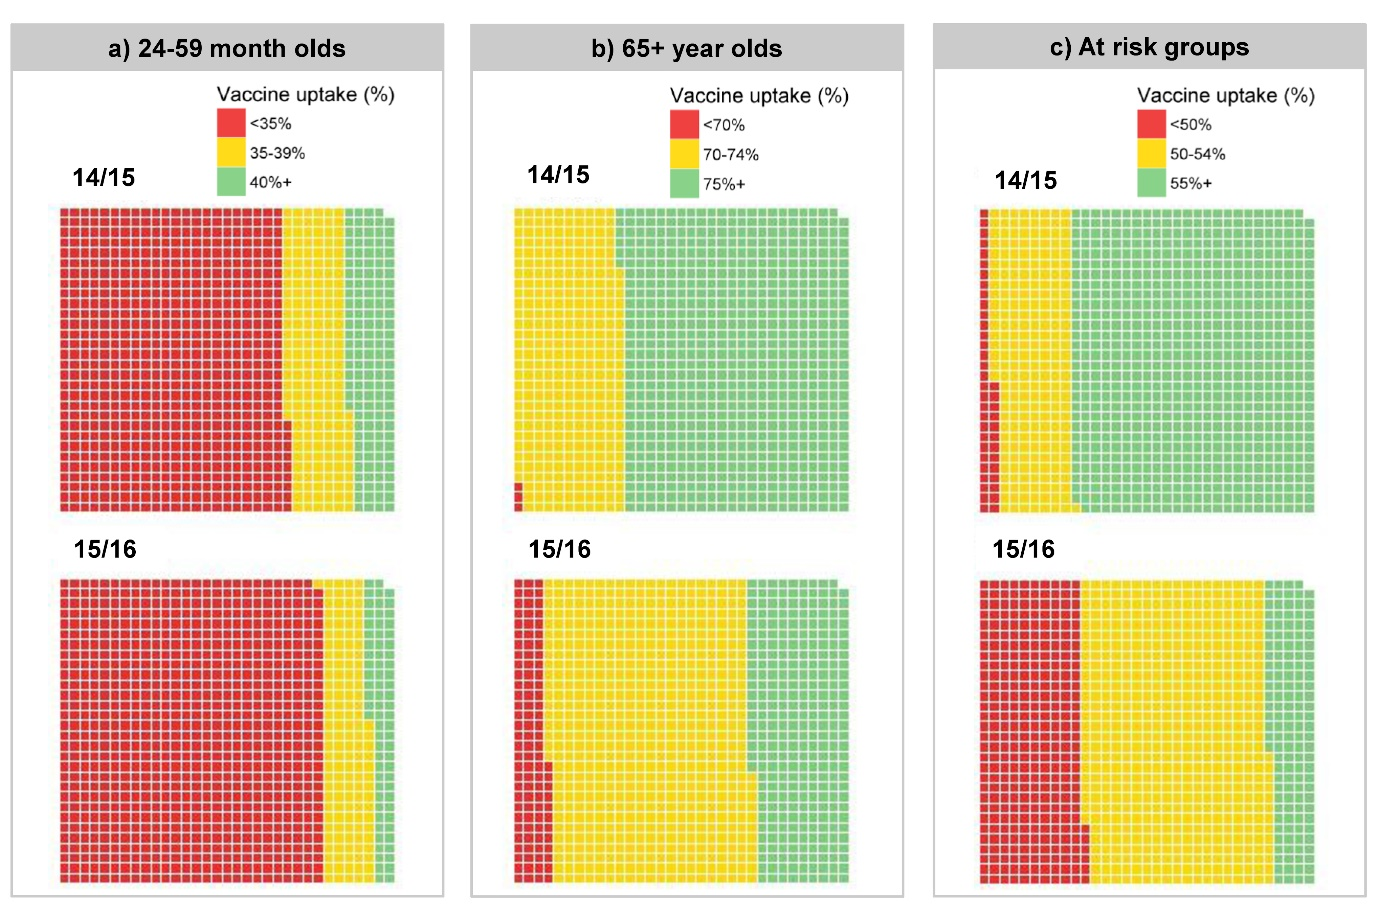 a) 24-59 month olds
Vaccine uptake (%)
<35%
35-39%
40%+
14/15
15/16
b) 65+ year olds
Vaccine uptake (%)
<70%
70-74%
75%+
14/15
15/16
c) At risk groups
Vaccine uptake (%)
<50%
50-54%
55%+
14/15
15/16